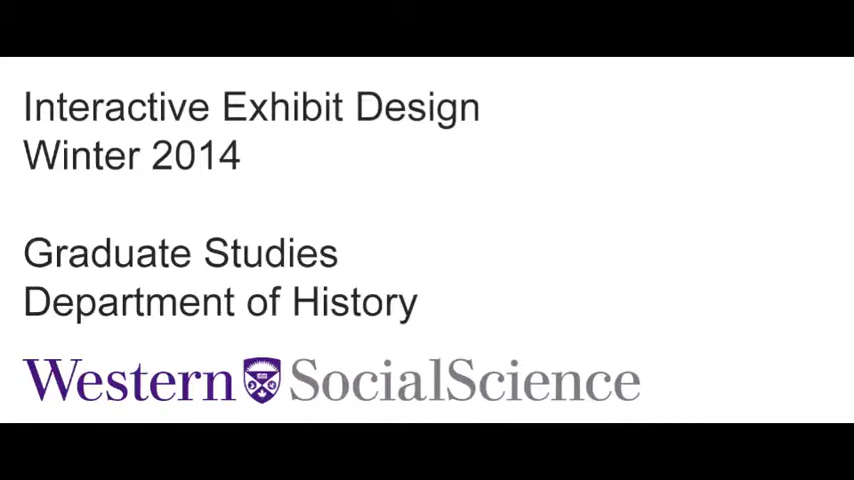 Interactive Exhibit Design
Winter 2014
Graduate Studies
Department of History
Western SocialScience